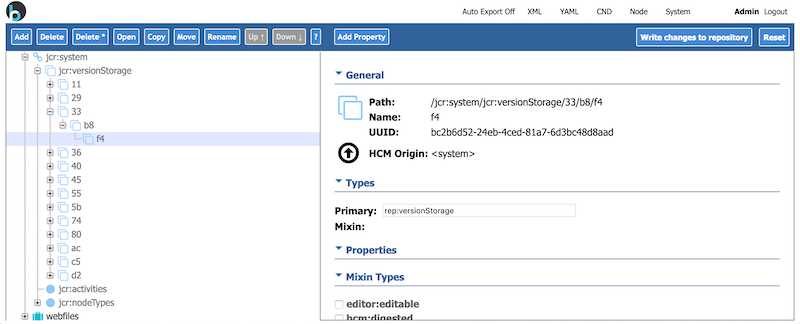 Auto Export Off XML YAML CND Node System Admin Logout
Add Delete Delete * Open Copy Move Rename Up ↑ Down ↓ ? Add Property Write changes to repository Reset
jcr:system
jcr:versionStorage
11
29
33
b8
f4
36
40
45
55
5b
74
80
ac
c5
d2
jcr:activities
jcr:nodeTypes
webfiles
General
Path: /jcr:system/jcr:versionStorage/33/b8/f4
Name: f4
UUID: bc2b6d52-24eb-4ced-81a7-6d3bc48d8aad
HCM Origin: <system>
Types
Primary: rep:versionStorage
Mixin:
Properties
Mixin Types
editor:editable
hcm:digested